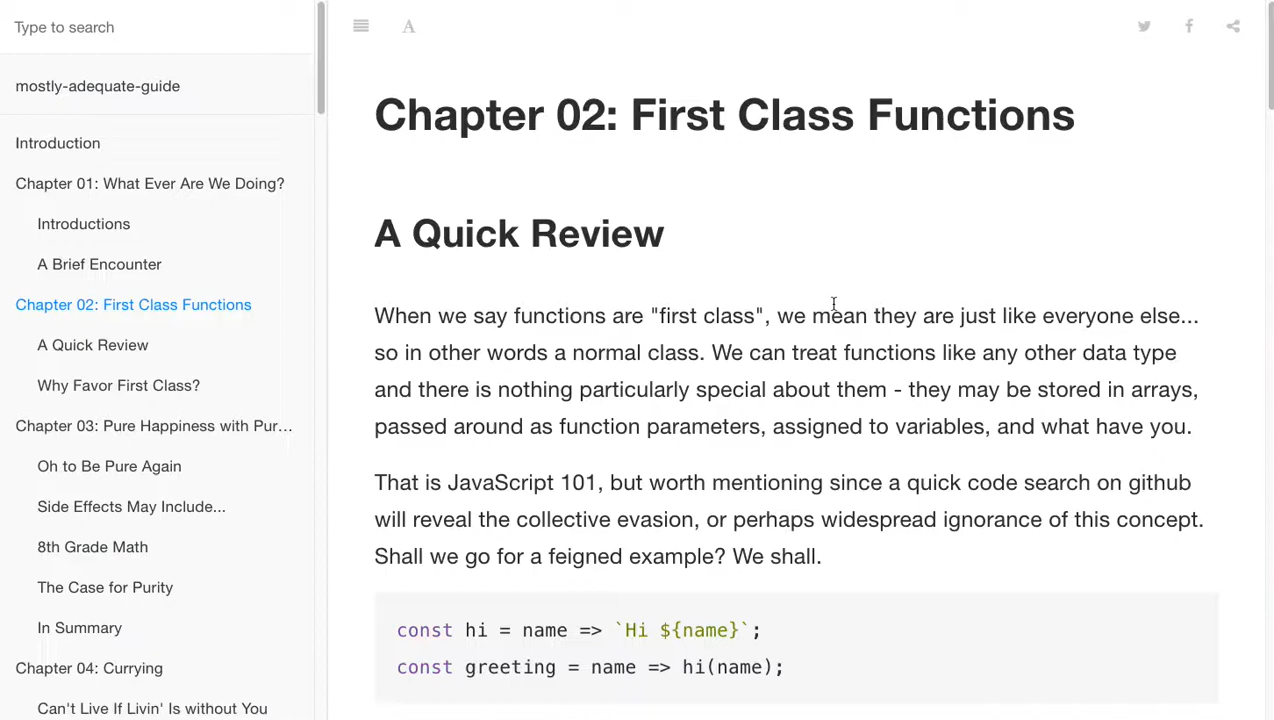 Type to search
mostly-adequate-guide
Introduction
Chapter 01: What Ever Are We Doing?
Introductions
A Brief Encounter
Chapter 02: First Class Functions
A Quick Review
Why Favor First Class?
Chapter 03: Pure Happiness with Pur...
Oh to Be Pure Again
Side Effects May Include...
8th Grade Math
The Case for Purity
In Summary
Chapter 04: Currying
Can't Live If Livin' Is without You
A
Chapter 02: First Class Functions
A Quick Review
When we say functions are "first class", we mean they are just like everyone else...
so in other words a normal class. We can treat functions like any other data type
and there is nothing particularly special about them - they may be stored in arrays,
passed around as function parameters, assigned to variables, and what have you.
That is JavaScript 101, but worth mentioning since a quick code search on github
will reveal the collective evasion, or perhaps widespread ignorance of this concept.
Shall we go for a feigned example? We shall.
const hi = name => `Hi ${name}`;
const greeting = name => hi(name);